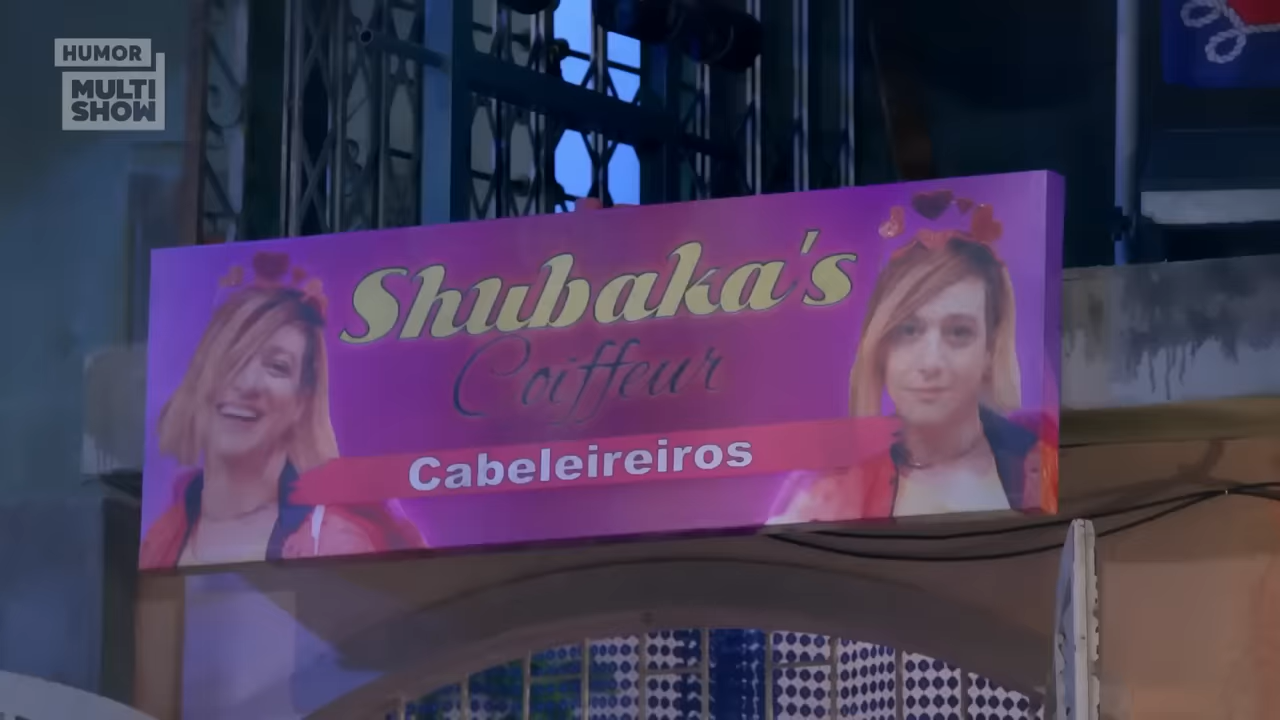 HUMOR
MULTI
SHOW
Shubaka's
Coiffeur
Cabeleireiros